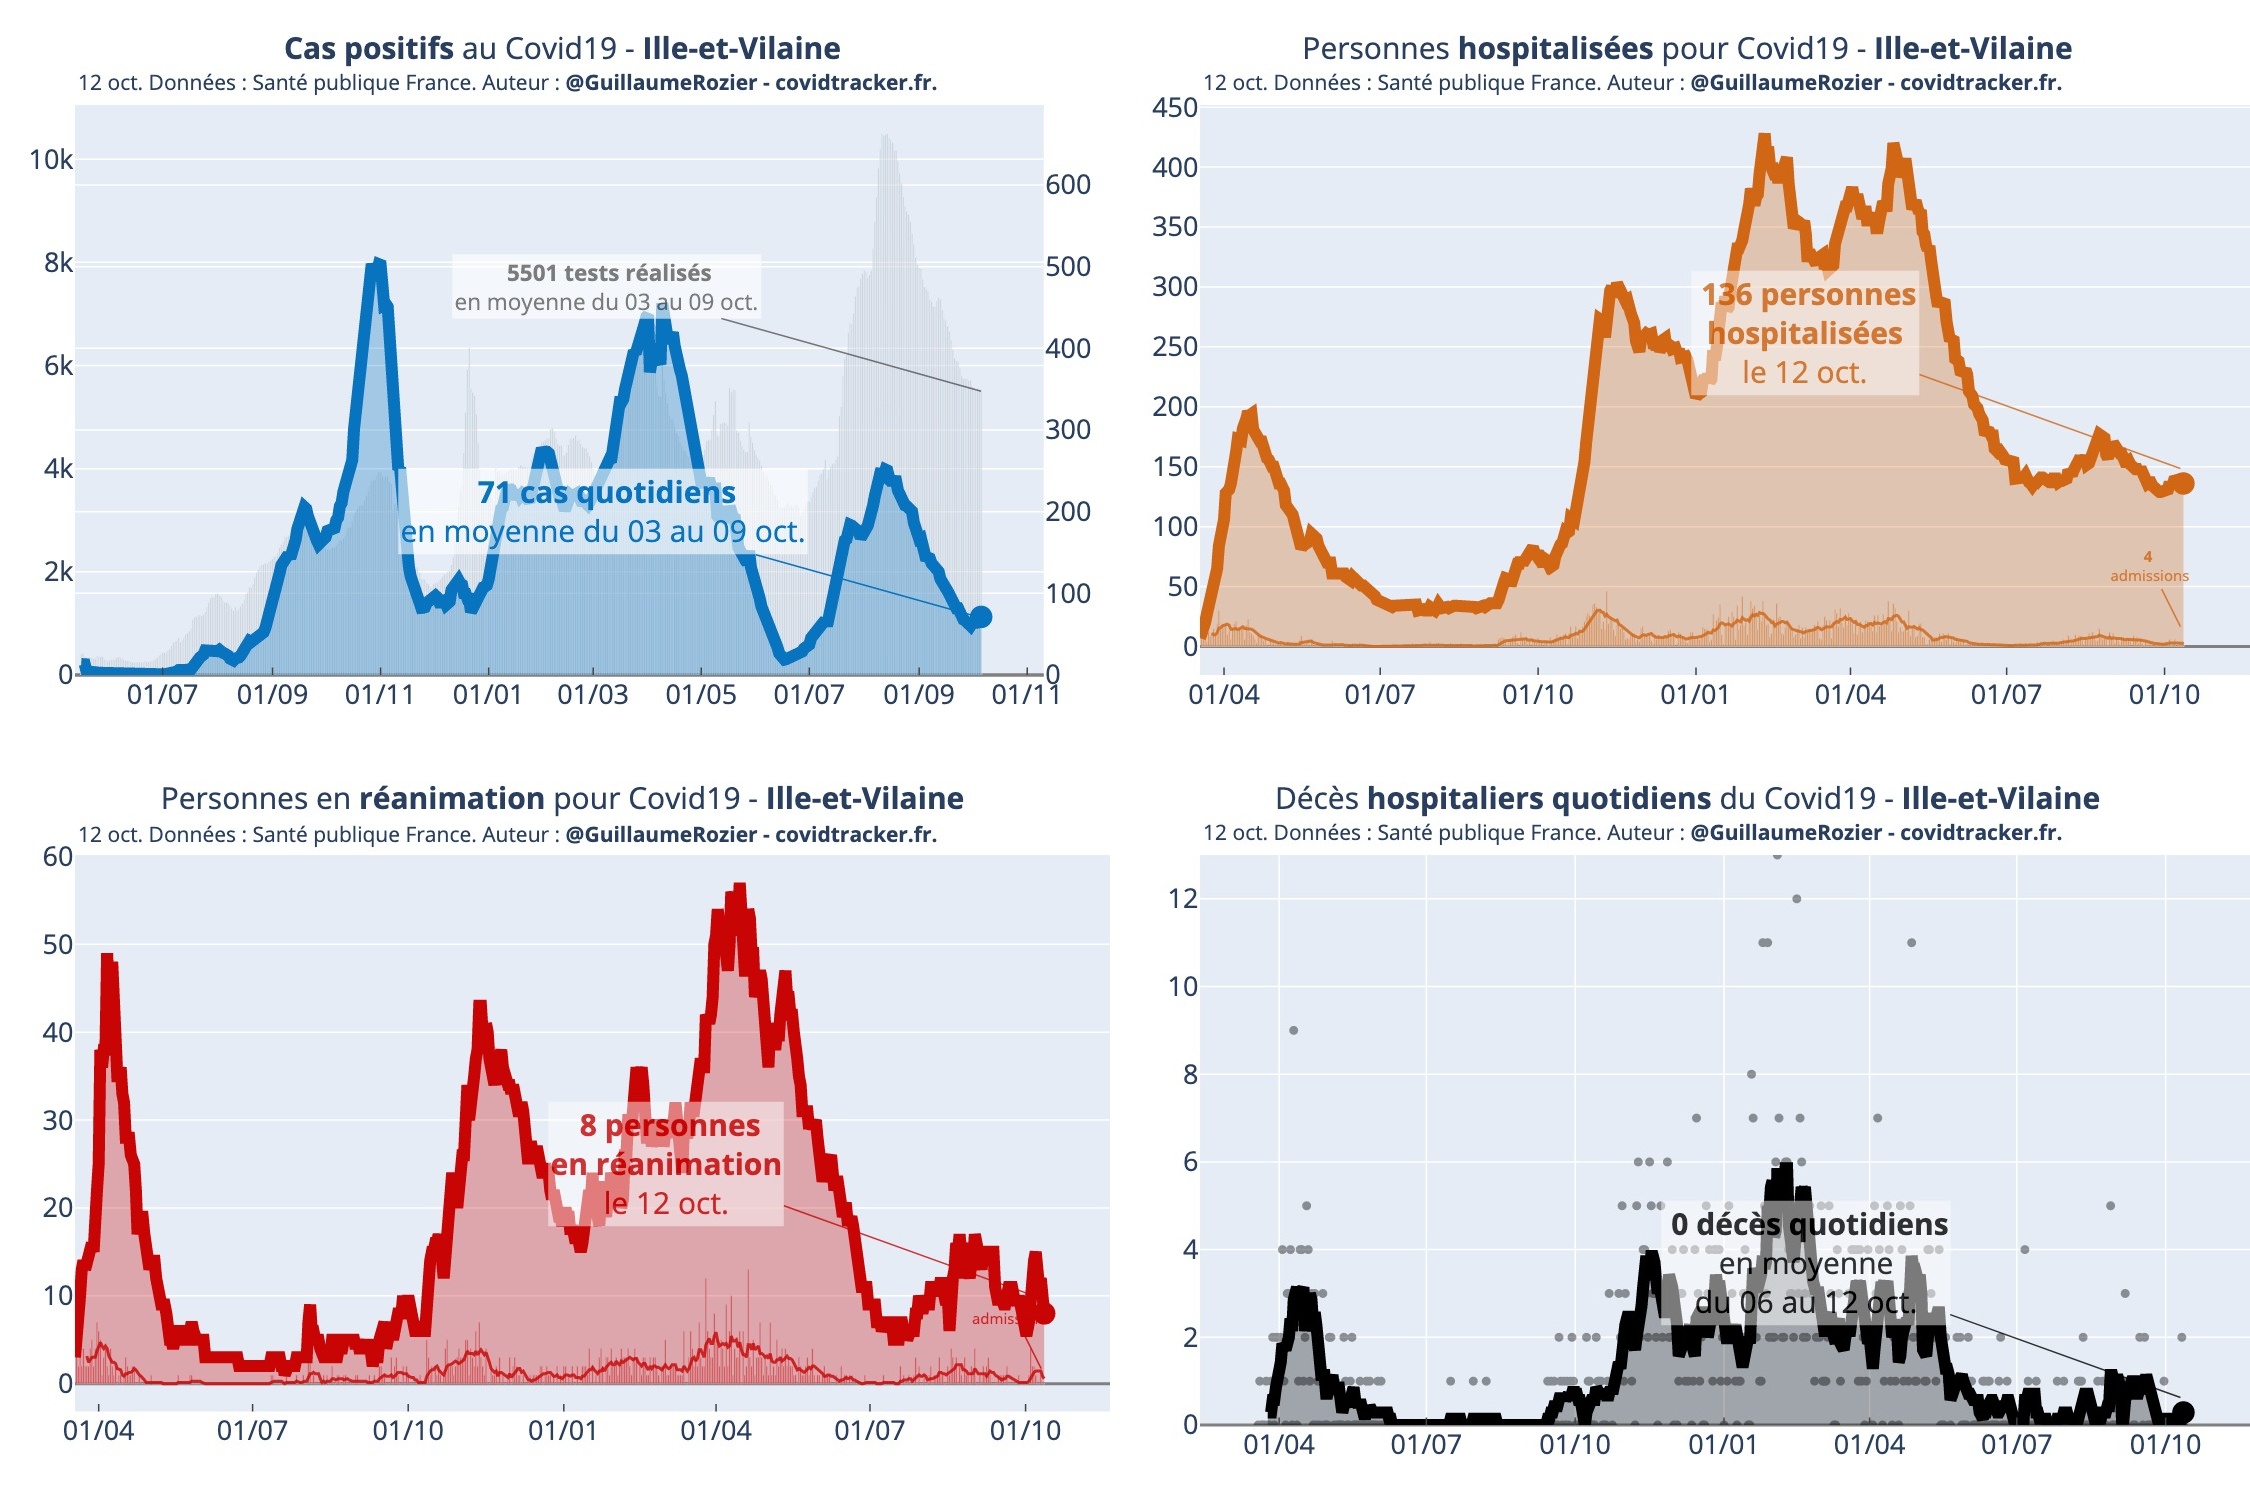 Cas positifs au Covid19 - Ille-et-Vilaine
12 oct. Données : Santé publique France. Auteur : @GuillaumeRozier - covidtracker.fr.
10k
8k
6k
4k
2k
0
600
500
400
300
200
100
0
5501 tests réalisés
en moyenne du 03 au 09 oct.
71 cas quotidiens
en moyenne du 03 au 09 oct.
01/07 01/09 01/11 01/01 01/03 01/05 01/07 01/09 01/11
Personnes hospitalisées pour Covid19 - Ille-et-Vilaine
12 oct. Données : Santé publique France. Auteur : @GuillaumeRozier - covidtracker.fr.
450
400
350
300
250
200
150
100
50
0
136 personnes
hospitalisées
le 12 oct.
4
admissions
01/04 01/07 01/10 01/01 01/04 01/07 01/10
Personnes en réanimation pour Covid19 - Ille-et-Vilaine
12 oct. Données : Santé publique France. Auteur : @GuillaumeRozier - covidtracker.fr.
60
50
40
30
20
10
0
8 personnes
en réanimation
le 12 oct.
01/04 01/07 01/10 01/01 01/04 01/07 01/10
Décès hospitaliers quotidiens du Covid19 - Ille-et-Vilaine
12 oct. Données : Santé publique France. Auteur : @GuillaumeRozier - covidtracker.fr.
12
10
8
6
4
2
0
0 décès quotidiens
en moyenne
du 06 au 12 oct.
01/04 01/07 01/10 01/01 01/04 01/07 01/10